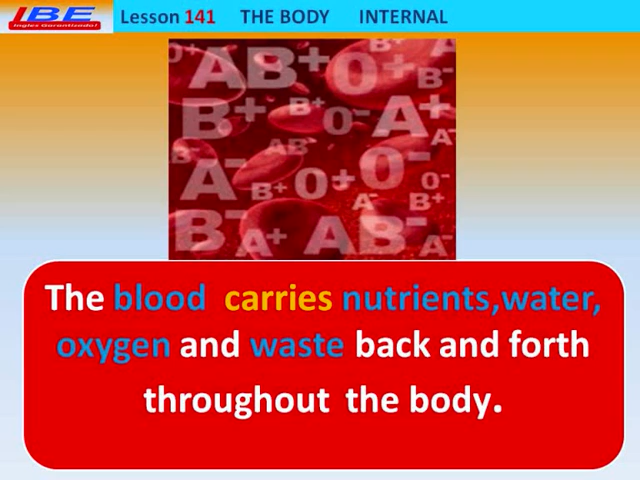 IBE
Ingles Garantizado!
Lesson 141 THE BODY INTERNAL
AB+ O+ B-
B+ B+ O- A+
AB- A-
A- B+ O+ O- O-
A- B+
B- A+ AB- A-
The blood carries nutrients,water,
oxygen and waste back and forth
throughout the body.